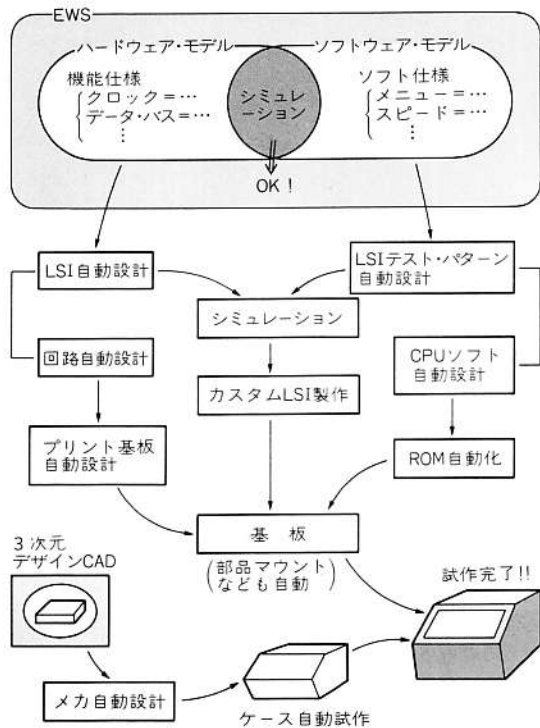 EWS
ハードウェア・モデル
ソフトウェア・モデル
機能仕様
クロック=…
データ・バス=…
⋮
シミュレ
ーション
ソフト仕様
メニュー=…
スピード=…
⋮
OK!
LSI自動設計
LSIテスト・パターン
自動設計
シミュレーション
回路自動設計
CPUソフト
自動設計
カスタムLSI製作
プリント基板
自動設計
ROM自動化
基板
(部品マウント
なども自動)
3次元
デザインCAD
試作完了!!
メカ自動設計
ケース自動試作